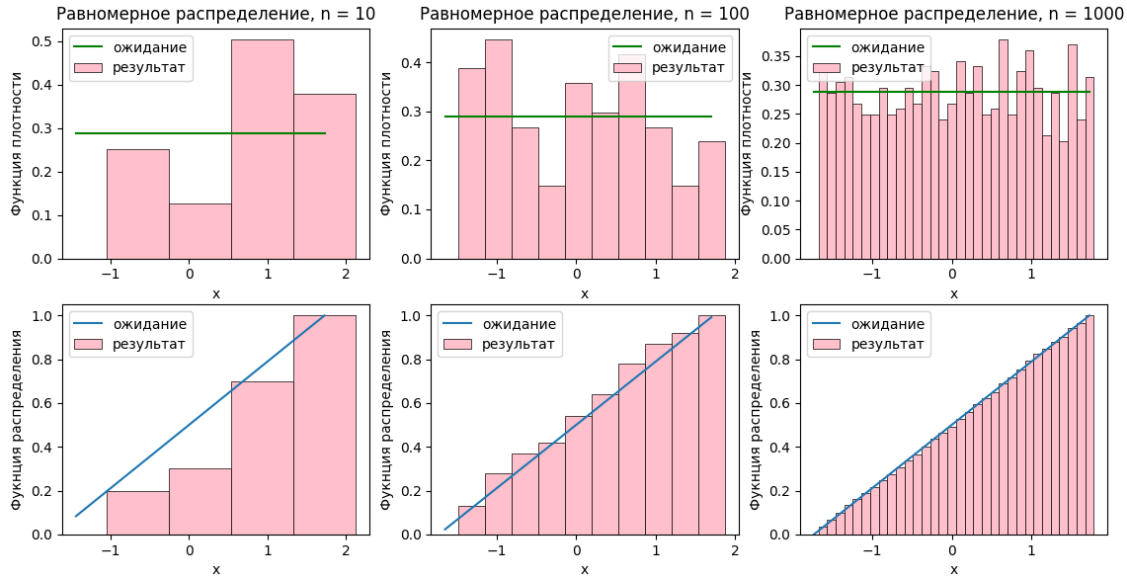 Равномерное распределение, n = 10
Функция плотности
0.5
0.4
0.3
0.2
0.1
0.0
ожидание
результат
−1
0
1
2
x
Равномерное распределение, n = 100
Функция плотности
0.4
0.3
0.2
0.1
0.0
ожидание
результат
−1
0
1
2
x
Равномерное распределение, n = 1000
Функция плотности
0.35
0.30
0.25
0.20
0.15
0.10
0.05
0.00
ожидание
результат
−1
0
1
x
Фукнция распределения
1.0
0.8
0.6
0.4
0.2
0.0
ожидание
результат
−1
0
1
2
x
Фукнция распределения
1.0
0.8
0.6
0.4
0.2
0.0
ожидание
результат
−1
0
1
2
x
Фукнция распределения
1.0
0.8
0.6
0.4
0.2
0.0
ожидание
результат
−1
0
1
x